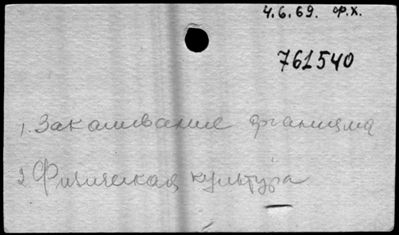 4.6.69. Ф.Х.
761540
1. Закаливание организма
2 Физическая культура